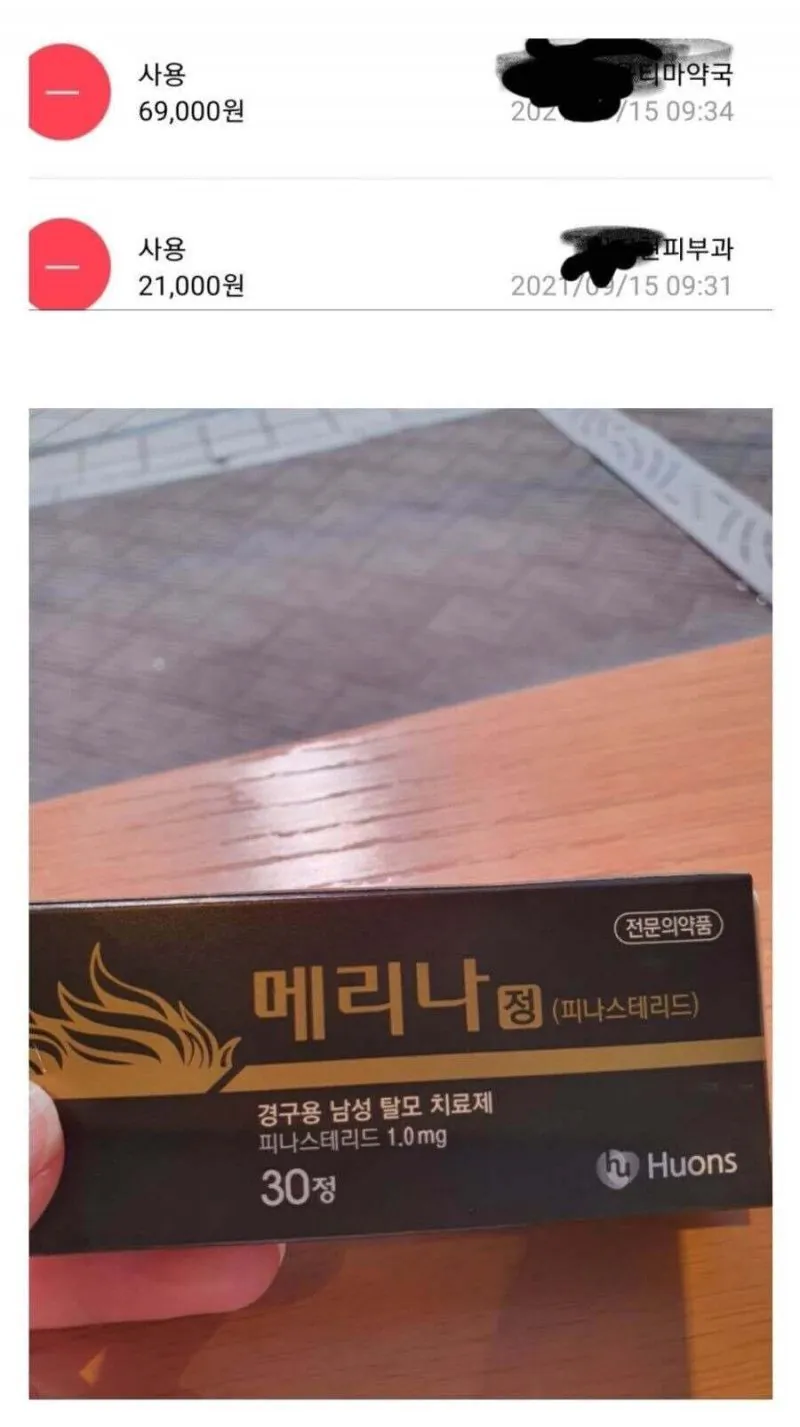 사용
티마약국
69,000원
/15 09:34
사용
피부과
21,000원
2021/09/15 09:31
전문의약품
메리나정 (피나스테리드)
경구용 남성 탈모 치료제
피나스테리드 1.0mg
30정
hu Huons